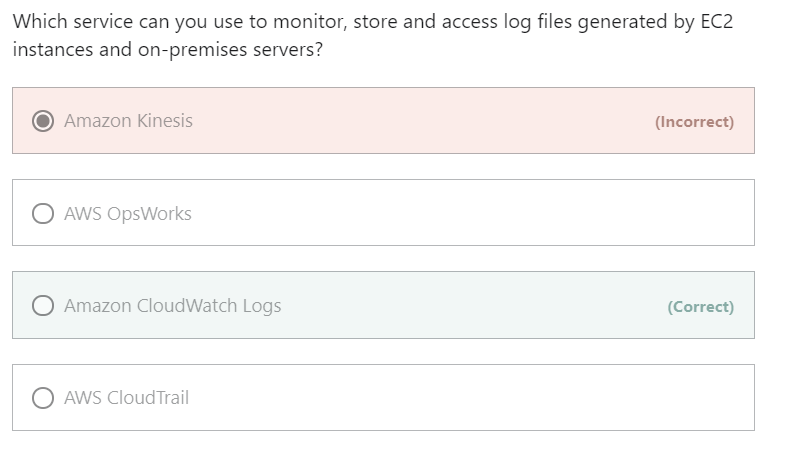 Which service can you use to monitor, store and access log files generated by EC2
instances and on-premises servers?
Amazon Kinesis (Incorrect)
AWS OpsWorks
Amazon CloudWatch Logs (Correct)
AWS CloudTrail